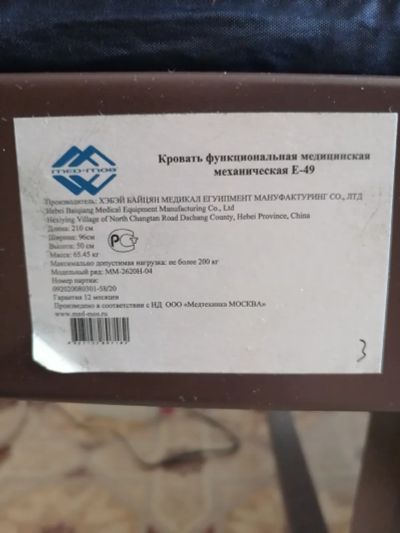 MED-MOS
Кровать функциональная медицинская
механическая Е-49
Производитель: ХЭБЭЙ БАЙЦЯН МЕДИКАЛ ЕГУИПМЕНТ МАНУФАКТУРИНГ СО., ЛТД
Hebei Baiqiang Medical Equipment Manufacturing Co., Ltd
Hexiying Village of North Changtan Road Dachang County, Hebei Province, China
Длина: 210 см
Ширина: 96см
Высота: 50 см
Масса: 65.45 кг
Максимально допустимая нагрузка: не более 200 кг
Модельный ряд: ММ-2620Н-04
Номер партии:
092020080301-58/20
Гарантия 12 месяцев
Произведено в соответствии с НД ООО «Медтехника МОСКВА»
www.med-mos.ru
3